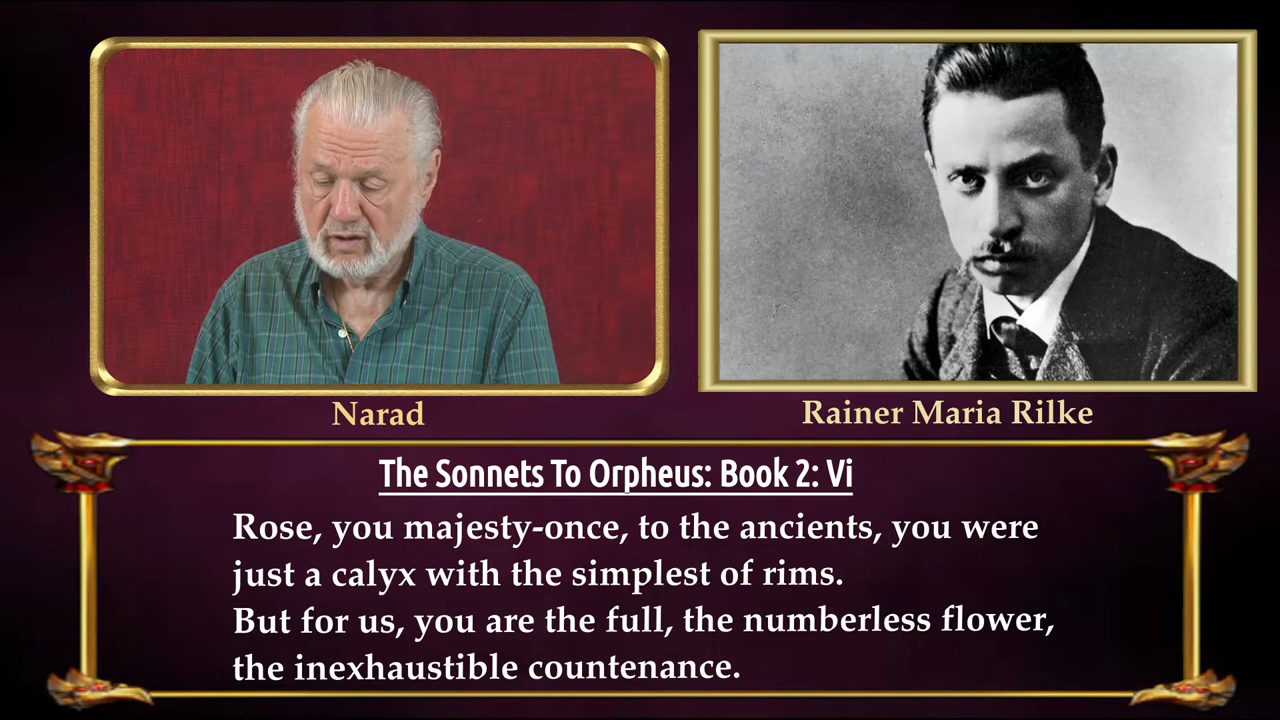 Narad
Rainer Maria Rilke
The Sonnets To Orpheus: Book 2: Vi
Rose, you majesty-once, to the ancients, you were
just a calyx with the simplest of rims.
But for us, you are the full, the numberless flower,
the inexhaustible countenance.